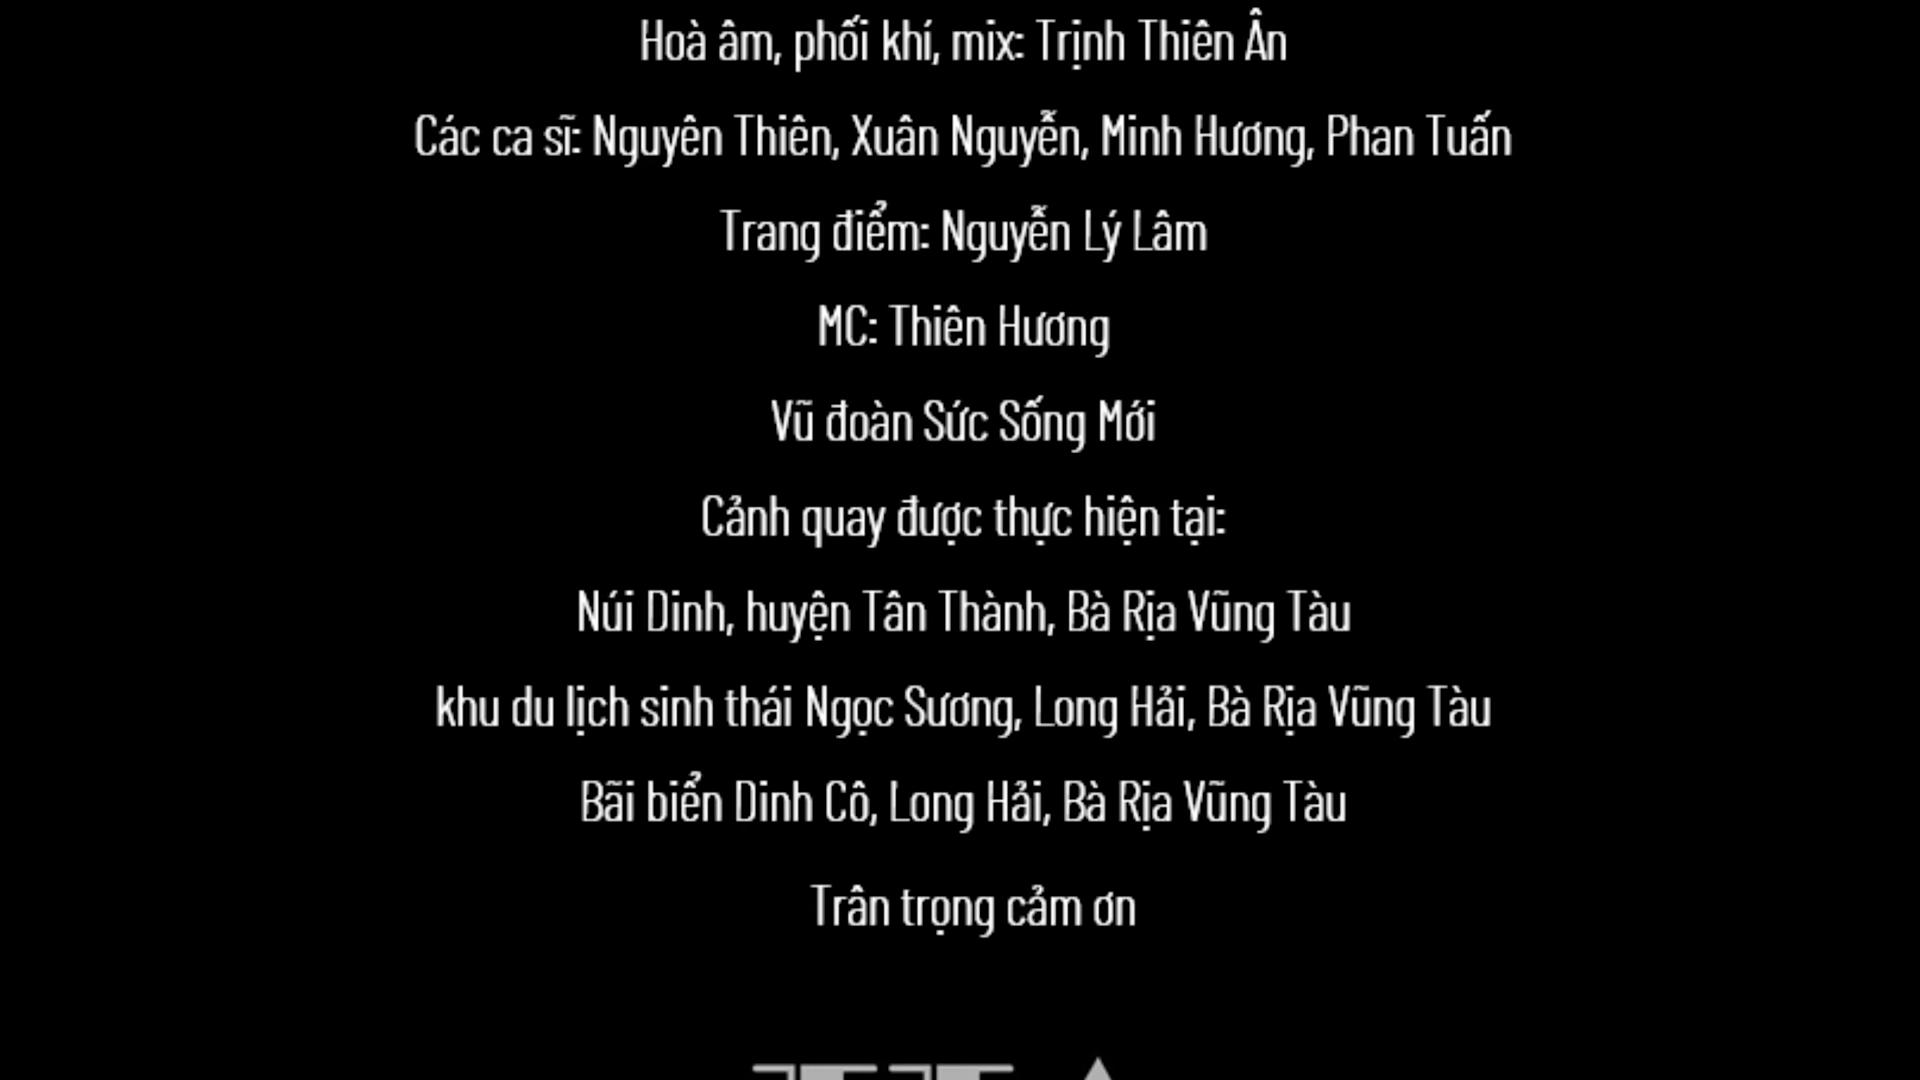 Hoà âm, phối khí, mix: Trịnh Thiên Ân
Các ca sĩ: Nguyên Thiên, Xuân Nguyễn, Minh Hương, Phan Tuấn
Trang điểm: Nguyễn Lý Lâm
MC: Thiên Hương
Vũ đoàn Sức Sống Mới
Cảnh quay được thực hiện tại:
Núi Dinh, huyện Tân Thành, Bà Rịa Vũng Tàu
khu du lịch sinh thái Ngọc Sương, Long Hải, Bà Rịa Vũng Tàu
Bãi biển Dinh Cô, Long Hải, Bà Rịa Vũng Tàu
Trân trọng cảm ơn